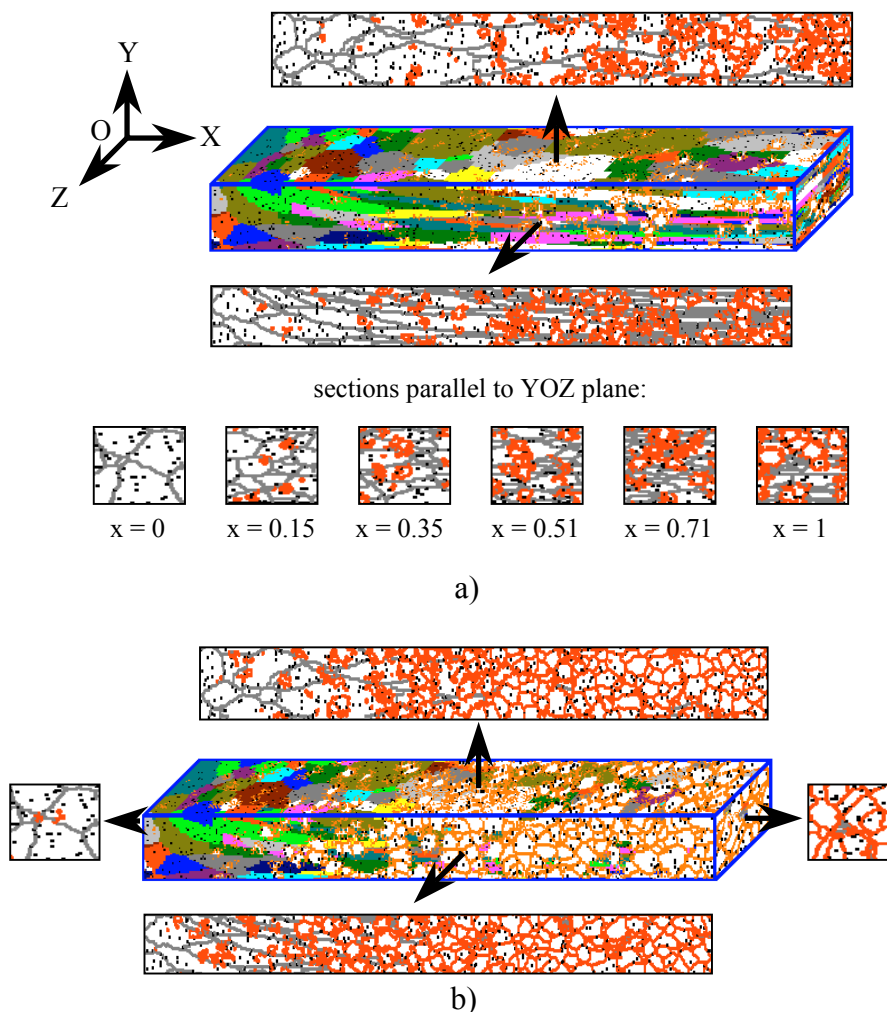 Y
O
X
Z
sections parallel to YOZ plane:
x = 0 x = 0.15 x = 0.35 x = 0.51 x = 0.71 x = 1
a)
b)